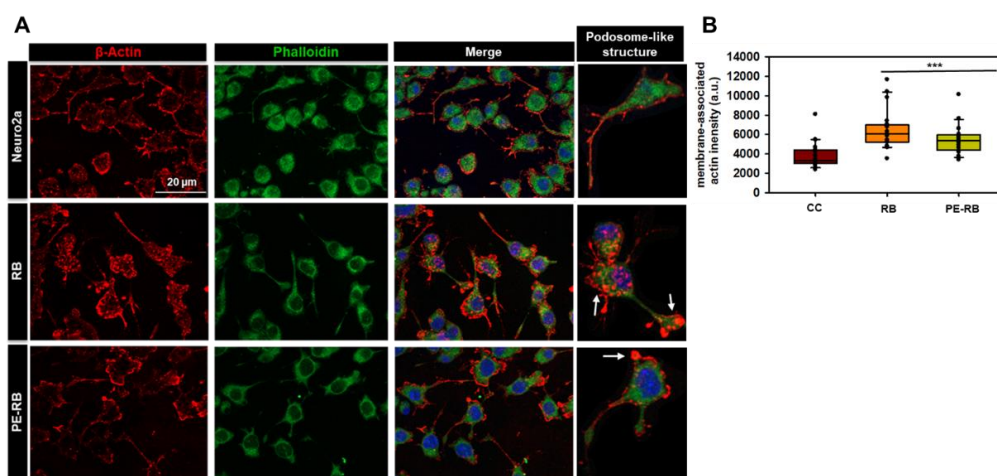 A
β-Actin
Phalloidin
Merge
Podosome-like
structure
Neuro2a
20 µm
RB
PE-RB
B
membrane-associated
actin inensity (a.u.)
14000
12000
10000
8000
6000
4000
2000
0
***
CC
RB
PE-RB